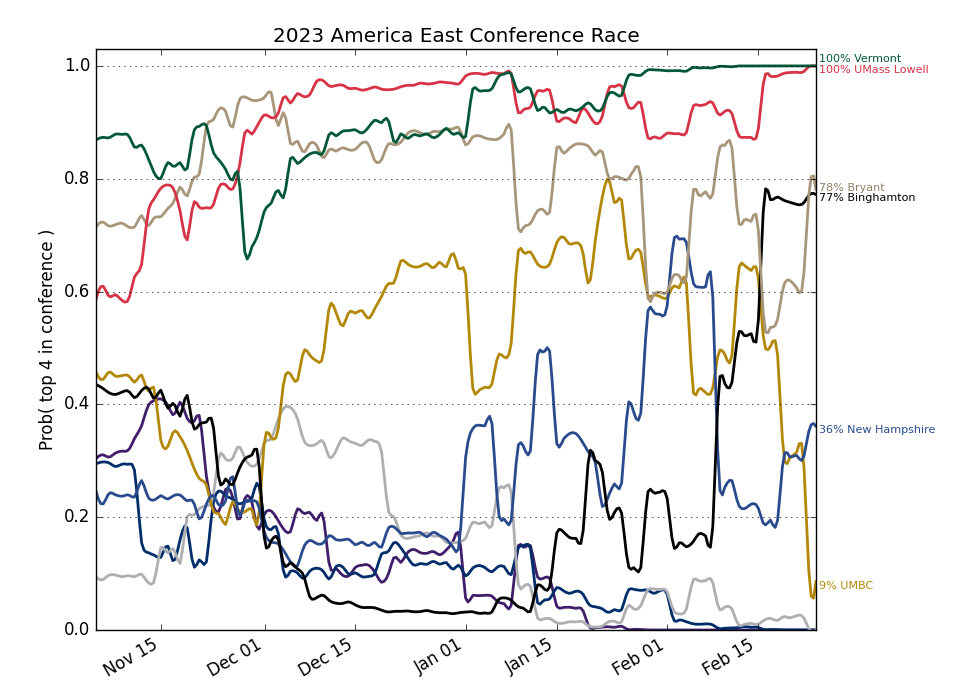 2023 America East Conference Race
Prob( top 4 in conference )
1.0
0.8
0.6
0.4
0.2
0.0
Nov 15
Dec 01
Dec 15
Jan 01
Jan 15
Feb 01
Feb 15
100% Vermont
100% UMass Lowell
78% Bryant
77% Binghamton
36% New Hampshire
9% UMBC